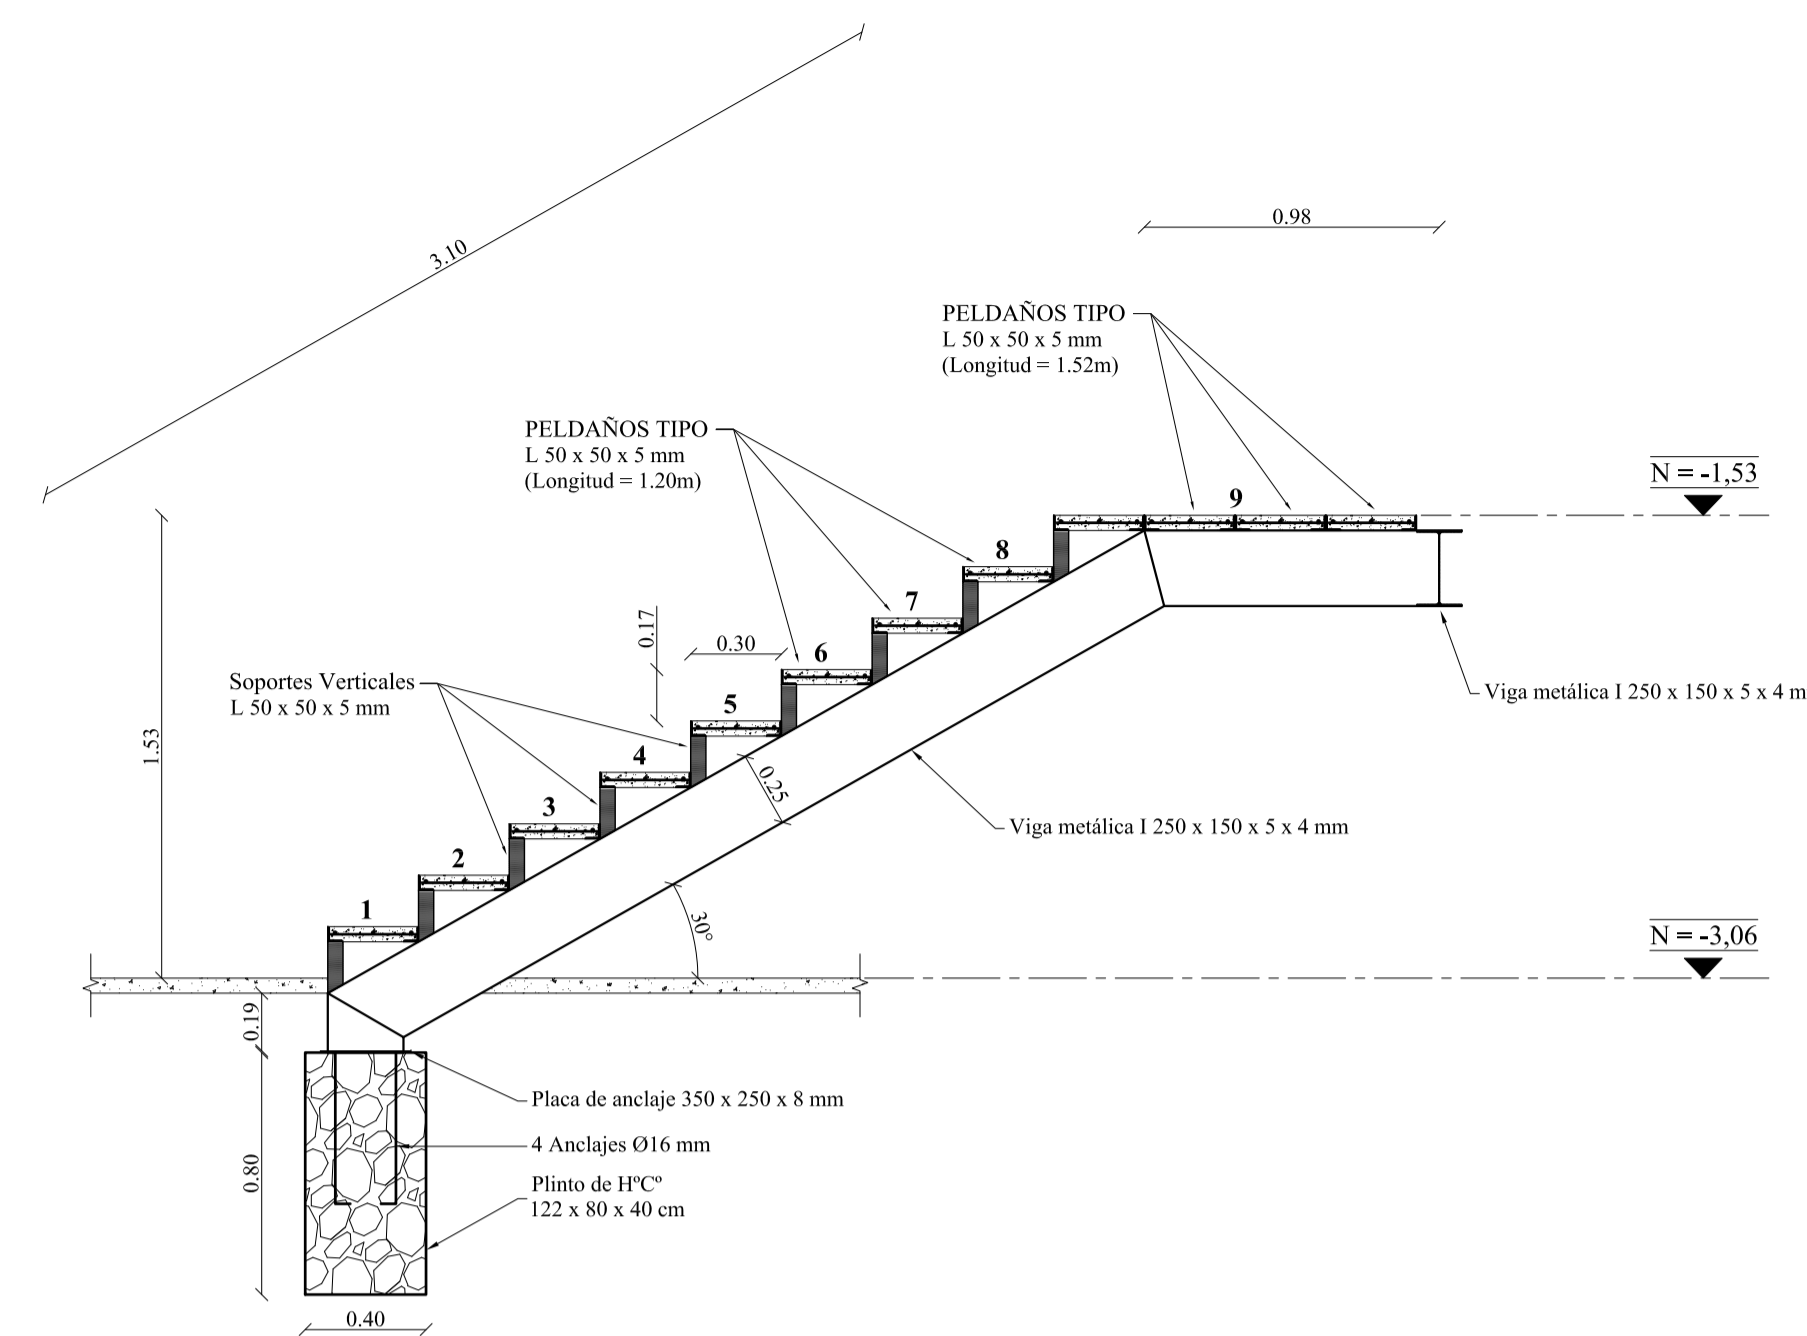 3.10
0.98
PELDAÑOS TIPO
L 50 x 50 x 5 mm
(Longitud = 1.52m)
PELDAÑOS TIPO
L 50 x 50 x 5 mm
(Longitud = 1.20m)
N = -1,53
9
8
7
0.17
0.30
6
Soportes Verticales
L 50 x 50 x 5 mm
5
Viga metálica I 250 x 150 x 5 x 4 m
1.53
4
0.25
3
Viga metálica I 250 x 150 x 5 x 4 mm
2
1
30°
N = -3,06
0.19
Placa de anclaje 350 x 250 x 8 mm
4 Anclajes Ø16 mm
0.80
Plinto de HºCº
122 x 80 x 40 cm
0.40